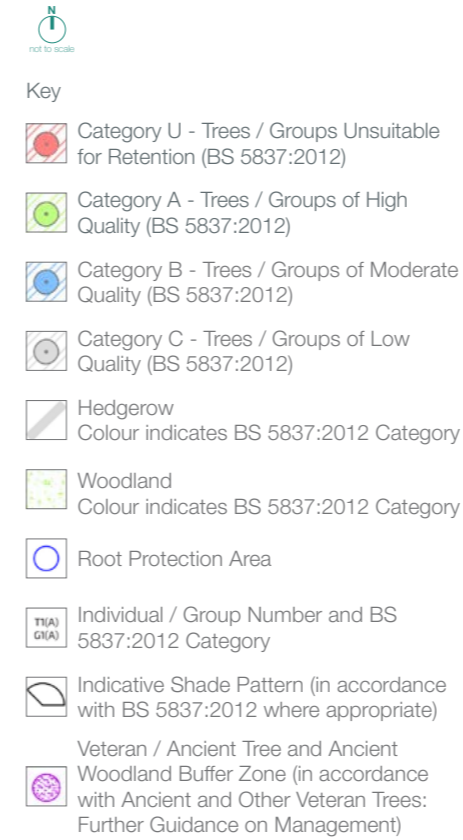 N
not to scale
Key
Category U - Trees / Groups Unsuitable
for Retention (BS 5837:2012)
Category A - Trees / Groups of High
Quality (BS 5837:2012)
Category B - Trees / Groups of Moderate
Quality (BS 5837:2012)
Category C - Trees / Groups of Low
Quality (BS 5837:2012)
Hedgerow
Colour indicates BS 5837:2012 Category
Woodland
Colour indicates BS 5837:2012 Category
Root Protection Area
T1(A)
G1(A)
Individual / Group Number and BS
5837:2012 Category
Indicative Shade Pattern (in accordance
with BS 5837:2012 where appropriate)
Veteran / Ancient Tree and Ancient
Woodland Buffer Zone (in accordance
with Ancient and Other Veteran Trees:
Further Guidance on Management)